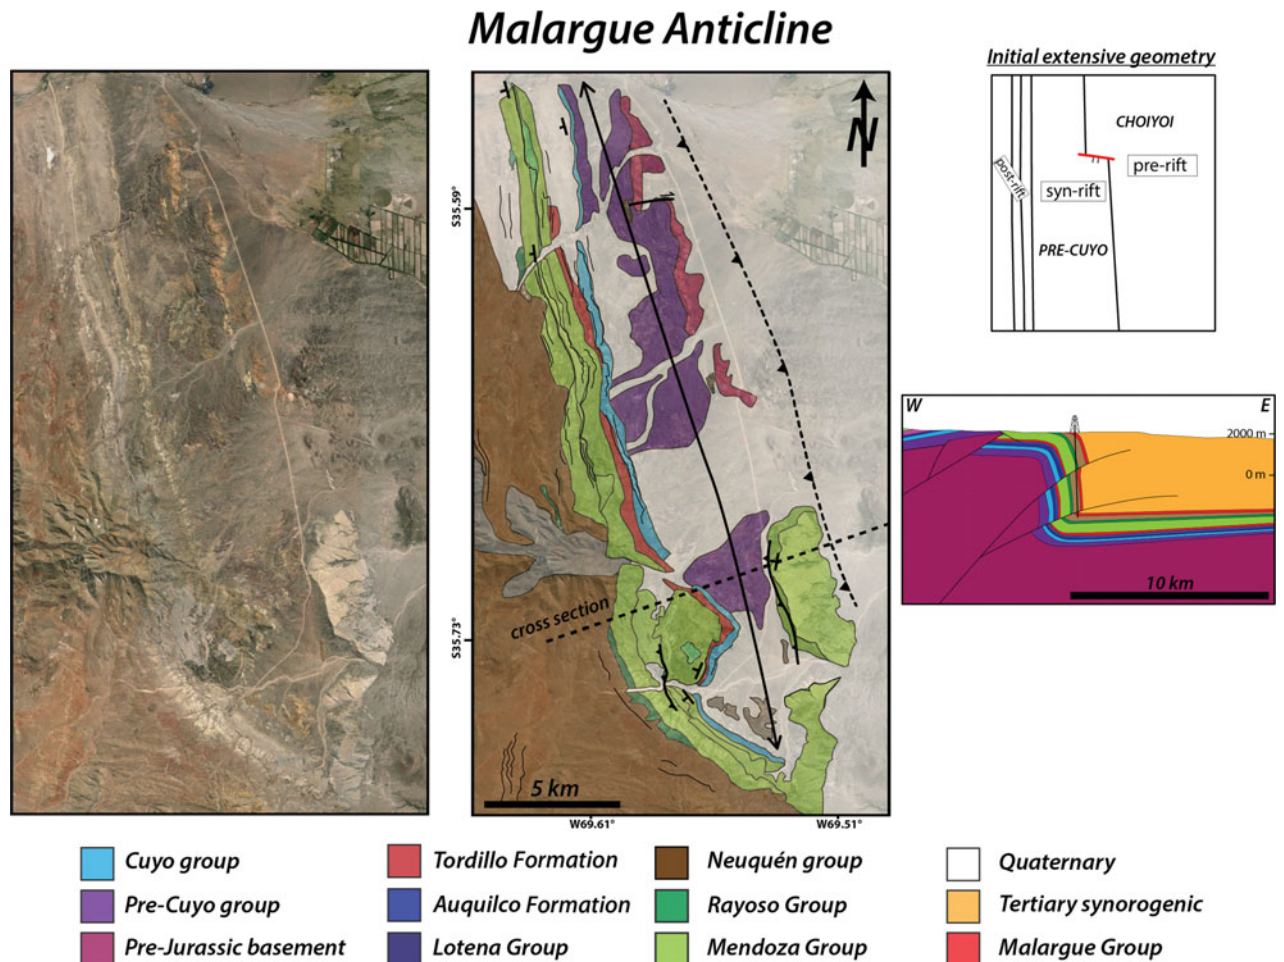 Malargue Anticline
Initial extensive geometry
CHOIYOI
pre-rift
syn-rift
post-rift
PRE-CUYO
N
S35.59°
S35.73°
cross section
5 km
W69.61°
W69.51°
W
E
2000 m
0 m
10 km
Cuyo group
Pre-Cuyo group
Pre-Jurassic basement
Tordillo Formation
Auquilco Formation
Lotena Group
Neuquén group
Rayoso Group
Mendoza Group
Quaternary
Tertiary synorogenic
Malargue Group